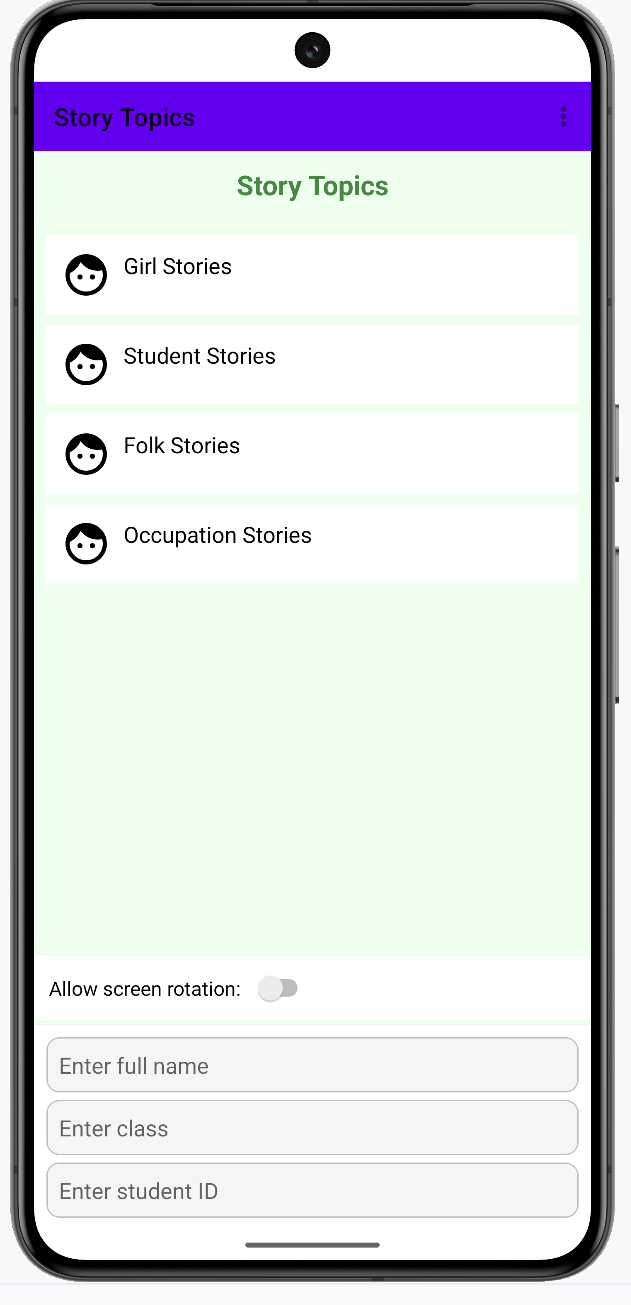 Story Topics
Story Topics
Girl Stories
Student Stories
Folk Stories
Occupation Stories
Allow screen rotation:
Enter full name
Enter class
Enter student ID